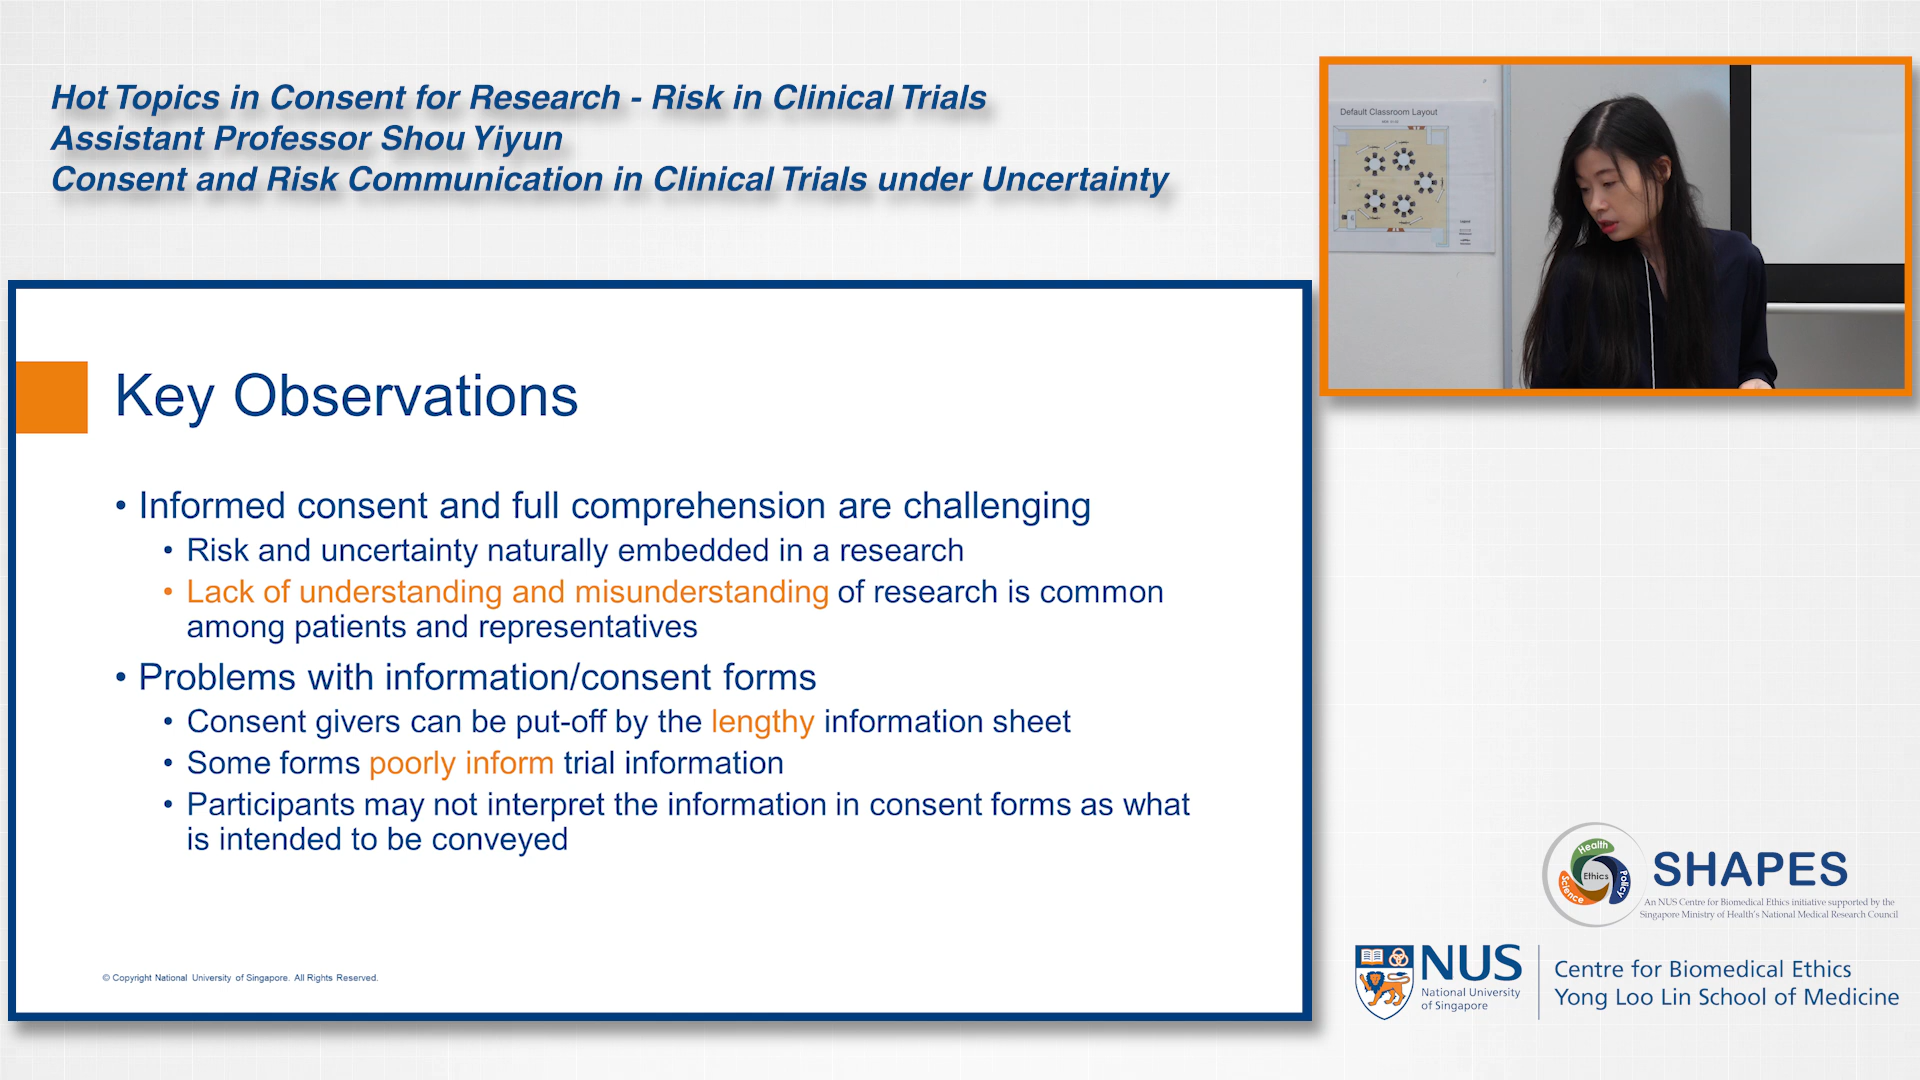 Hot Topics in Consent for Research - Risk in Clinical Trials
Assistant Professor Shou Yiyun
Consent and Risk Communication in Clinical Trials under Uncertainty
Default Classroom Layout
Key Observations
• Informed consent and full comprehension are challenging
• Risk and uncertainty naturally embedded in a research
• Lack of understanding and misunderstanding of research is common
among patients and representatives
• Problems with information/consent forms
• Consent givers can be put-off by the lengthy information sheet
• Some forms poorly inform trial information
• Participants may not interpret the information in consent forms as what
is intended to be conveyed
© Copyright National University of Singapore. All Rights Reserved.
Health
Ethics
Science
Policy
SHAPES
An NUS Centre for Biomedical Ethics initiative supported by the
Singapore Ministry of Health's National Medical Research Council
NUS
National University
of Singapore
Centre for Biomedical Ethics
Yong Loo Lin School of Medicine